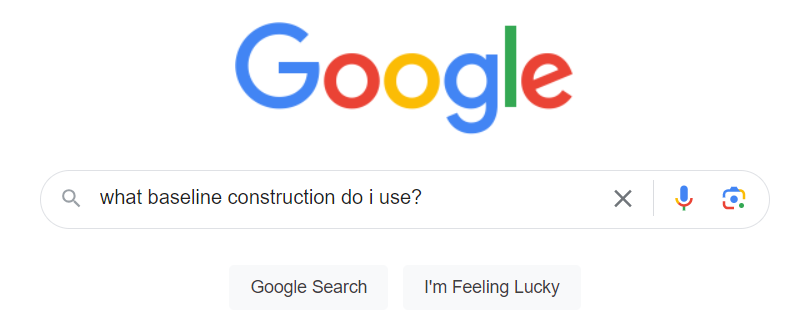 Google
what baseline construction do i use?
Google Search
I'm Feeling Lucky